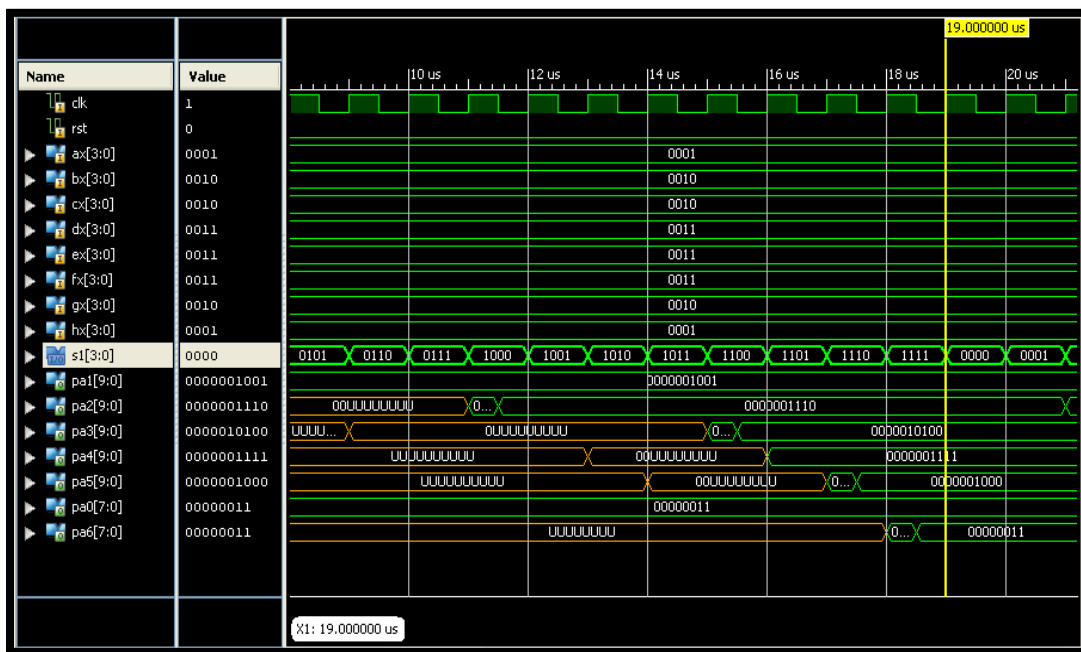 19.000000 us
Name Value 10 us 12 us 14 us 16 us 18 us 20 us
clk 1
rst 0
ax[3:0] 0001 0001
bx[3:0] 0010 0010
cx[3:0] 0010 0010
dx[3:0] 0011 0011
ex[3:0] 0011 0011
fx[3:0] 0011 0011
gx[3:0] 0010 0010
hx[3:0] 0001 0001
s1[3:0] 0000 0101 0110 0111 1000 1001 1010 1011 1100 1101 1110 1111 0000 0001
pa1[9:0] 0000001001 0000001001
pa2[9:0] 0000001110 00UUUUUUUU 0... 0000001110
pa3[9:0] 0000010100 UUUU... 0UUUUUUUUU 0... 0000010100
pa4[9:0] 0000001111 UUUUUUUUUU 00UUUUUUUU 0000001111
pa5[9:0] 0000001000 UUUUUUUUUU 00UUUUUUUU 0... 0000001000
pa0[7:0] 00000011 00000011
pa6[7:0] 00000011 UUUUUUUU 0... 00000011
X1: 19.000000 us